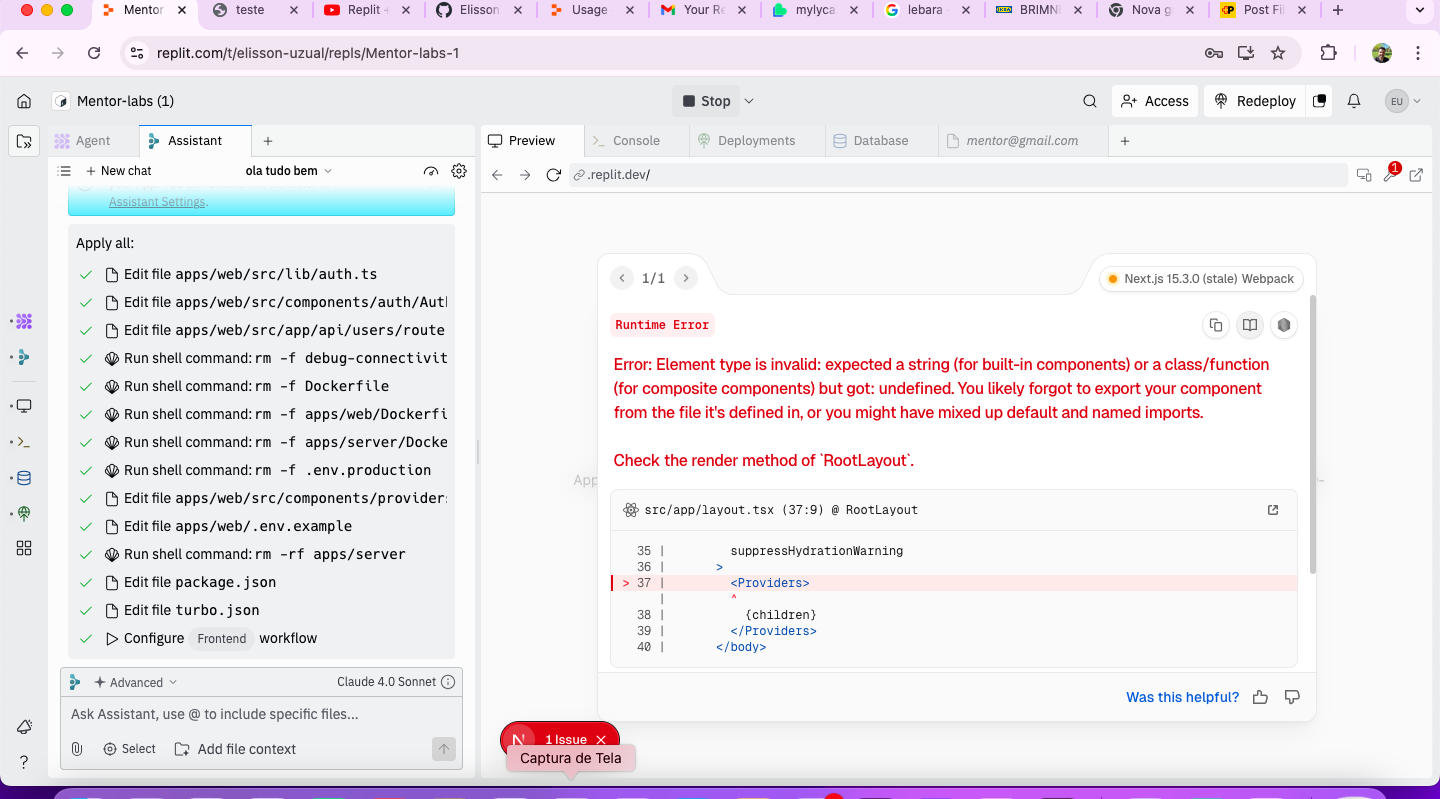 Mentor
teste
Replit
Elisson
Usage
Your Re
mylyca
lebara -
BRIMNI
Nova g
Post Fi
replit.com/t/elisson-uzual/repls/Mentor-labs-1
Mentor-labs (1)
Stop
Access
Redeploy
EU
Agent
Assistant
Preview
Console
Deployments
Database
mentor@gmail.com
New chat
ola tudo bem
.replit.dev/
1
Assistant Settings.
Apply all:
Edit file apps/web/src/lib/auth.ts
Edit file apps/web/src/components/auth/Aut
Edit file apps/web/src/app/api/users/route
Run shell command: rm -f debug-connectivit
Run shell command: rm -f Dockerfile
Run shell command: rm -f apps/web/Dockerfi
Run shell command: rm -f apps/server/Docke
Run shell command: rm -f .env.production
Edit file apps/web/src/components/provider
Edit file apps/web/.env.example
Run shell command: rm -rf apps/server
Edit file package.json
Edit file turbo.json
Configure Frontend workflow
Advanced
Claude 4.0 Sonnet
Ask Assistant, use @ to include specific files...
Select
Add file context
1/1
Next.js 15.3.0 (stale) Webpack
Runtime Error
Error: Element type is invalid: expected a string (for built-in components) or a class/function
(for composite components) but got: undefined. You likely forgot to export your component
from the file it's defined in, or you might have mixed up default and named imports.
Check the render method of `RootLayout`.
App
src/app/layout.tsx (37:9) @ RootLayout
35 | suppressHydrationWarning
36 | >
> 37 | <Providers>
| ^
38 | {children}
39 | </Providers>
40 | </body>
Was this helpful?
N
1 Issue
Captura de Tela